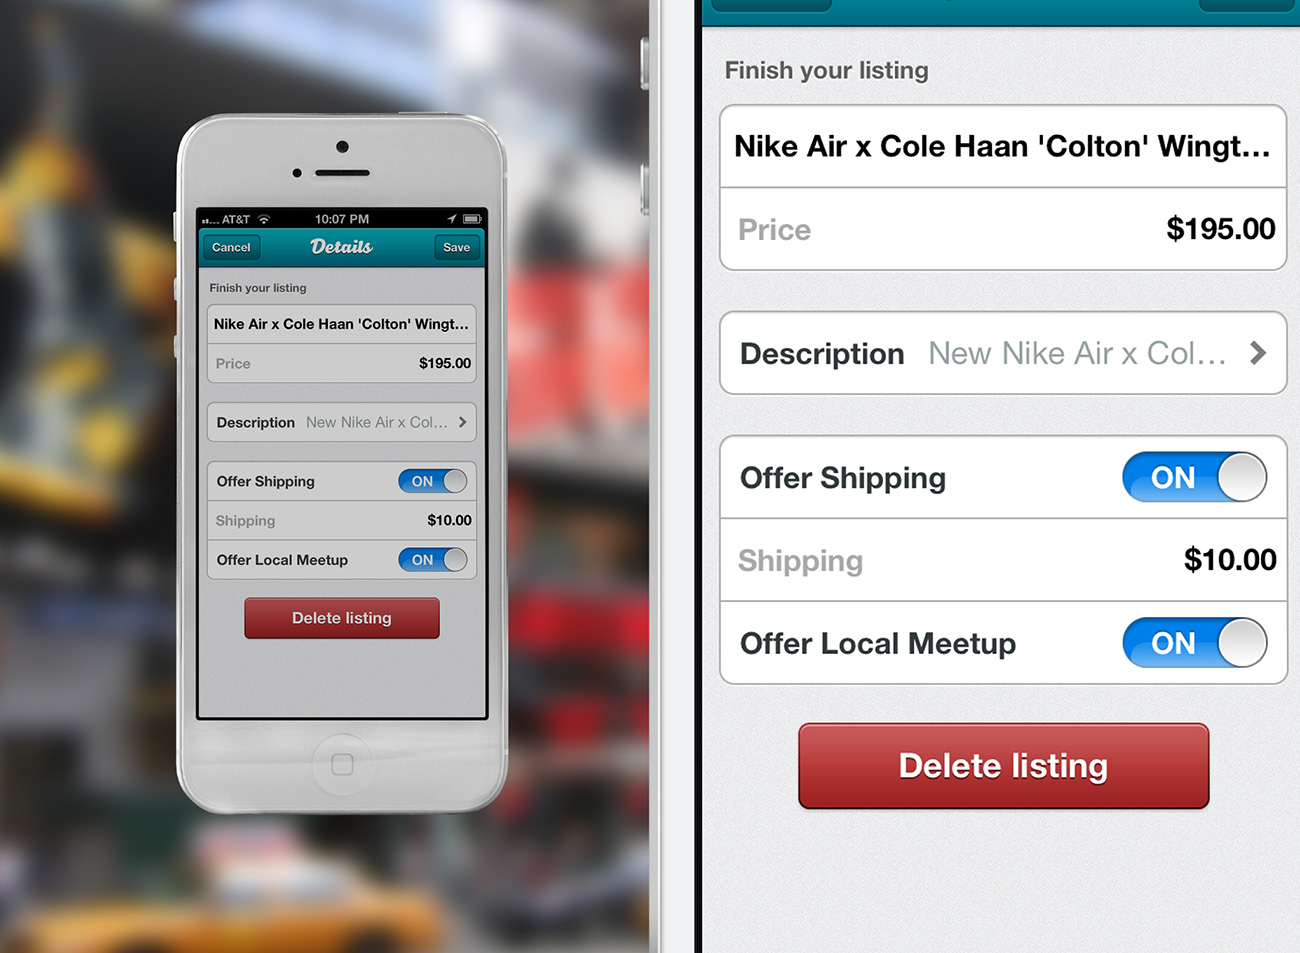 AT&T 10:07 PM
Cancel Details Save
Finish your listing
Nike Air x Cole Haan 'Colton' Wingt...
Price $195.00
Description New Nike Air x Col...
Offer Shipping ON
Shipping $10.00
Offer Local Meetup ON
Delete listing
Finish your listing
Nike Air x Cole Haan 'Colton' Wingt...
Price $195.00
Description New Nike Air x Col...
Offer Shipping ON
Shipping $10.00
Offer Local Meetup ON
Delete listing